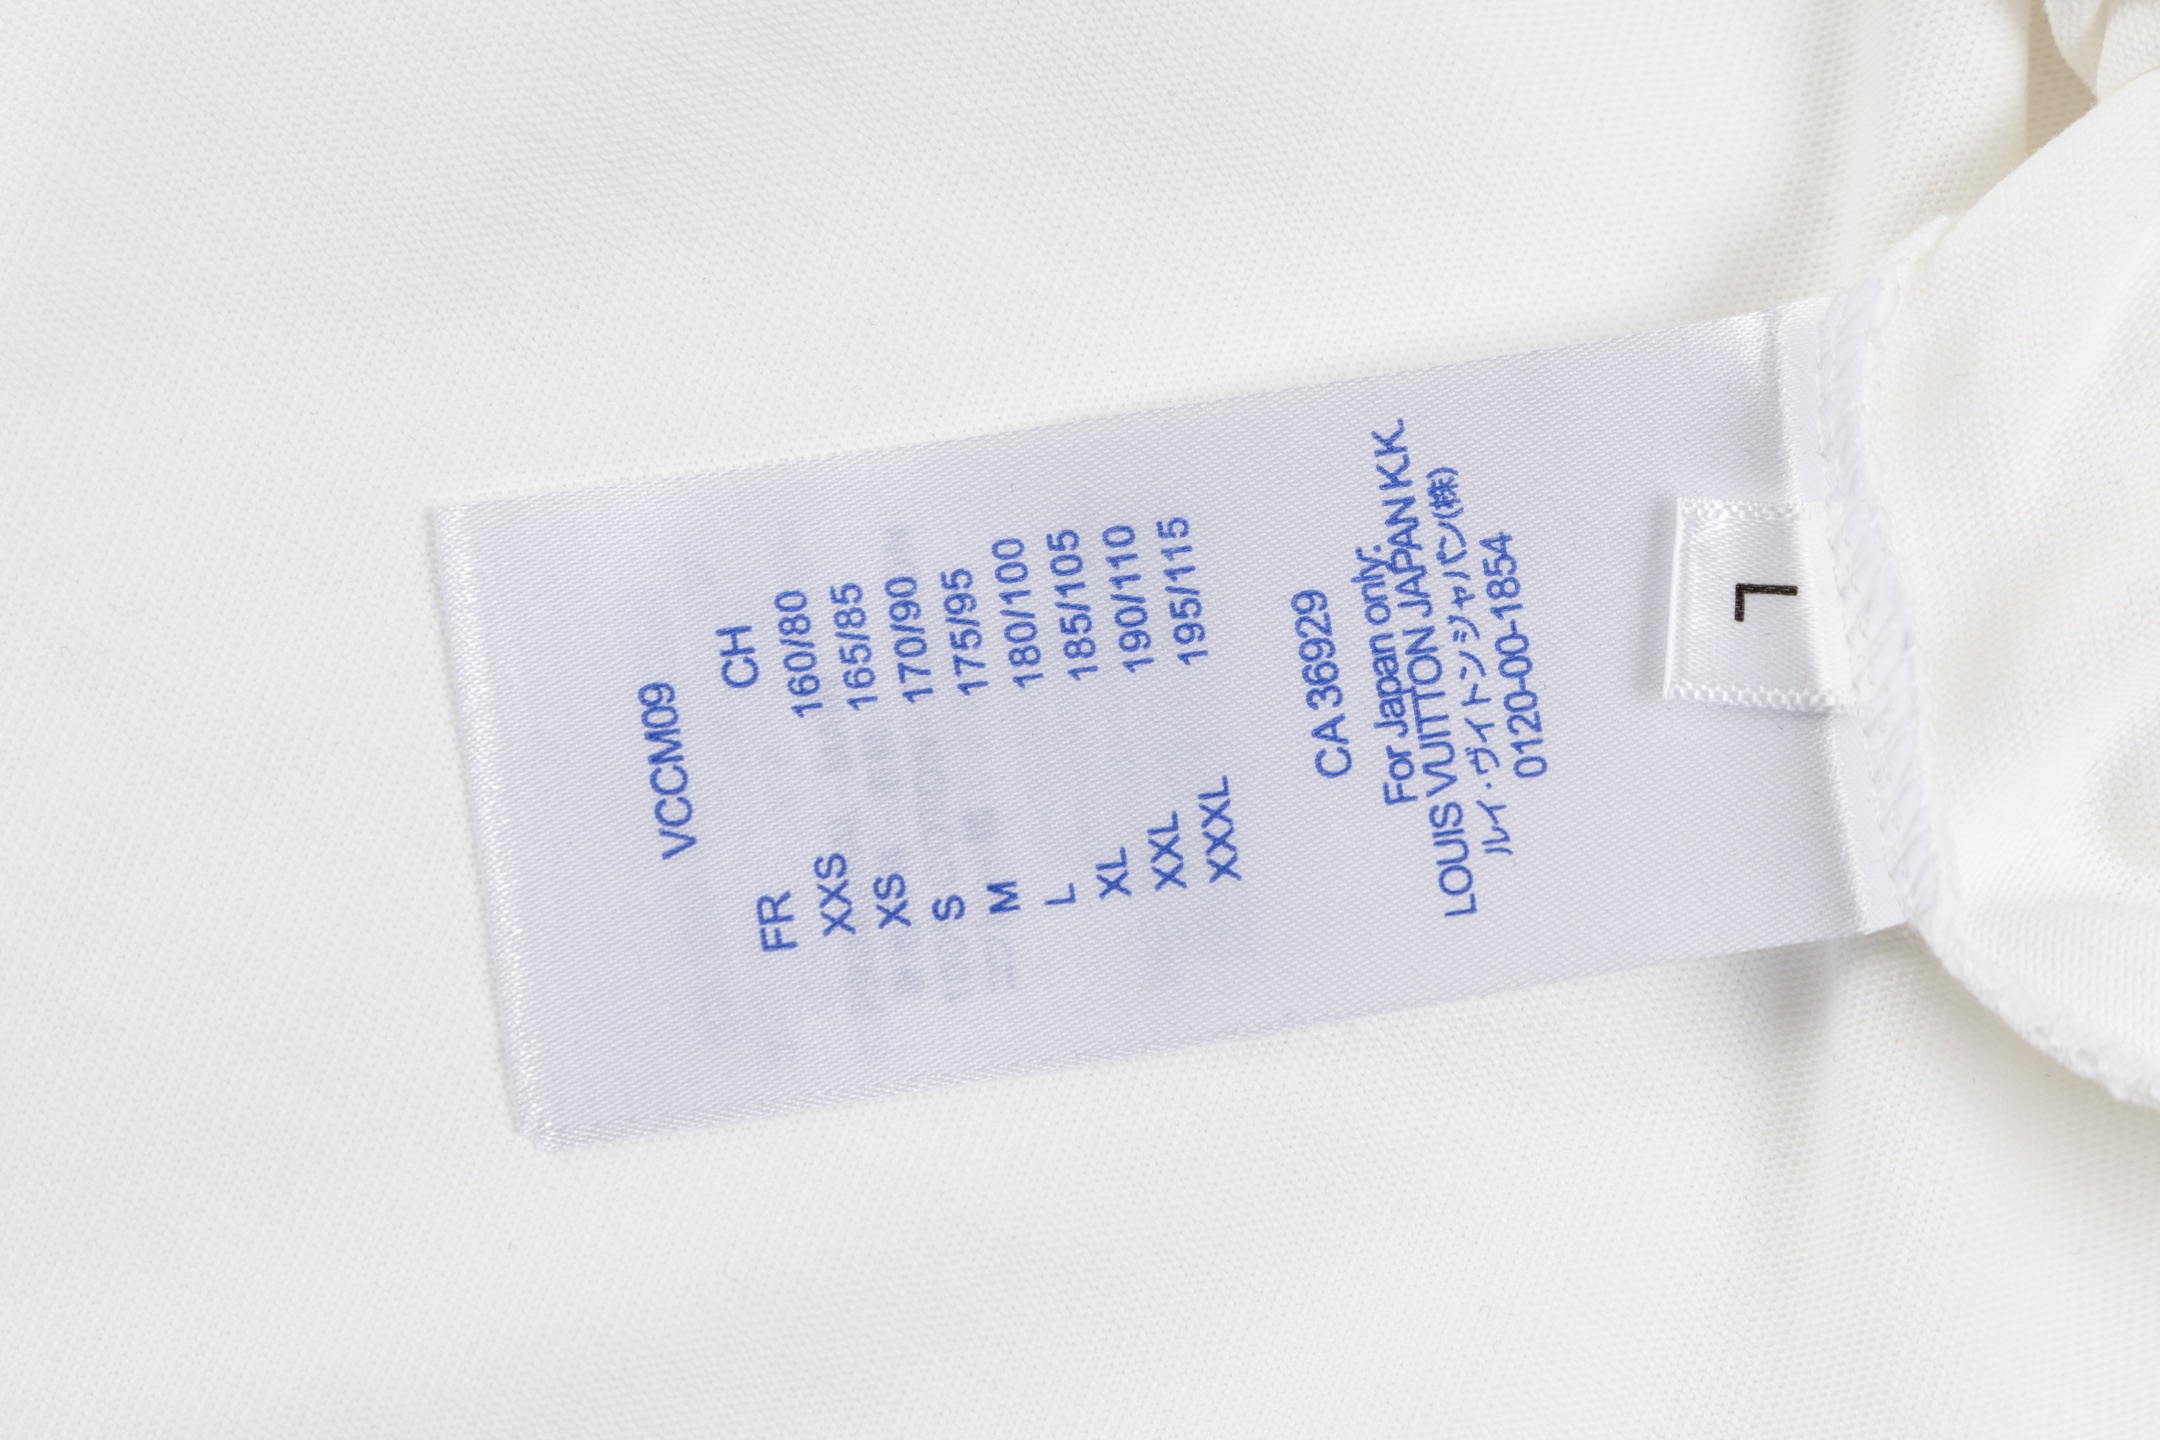 VCCM09
FR CH
XXS 160/80
XS 165/85
S 170/90
M 175/95
L 180/100
XL 185/105
XXL 190/110
XXXL 195/115
CA 36929
For Japan only:
LOUIS VUITTON JAPAN K.K.
ルイ・ヴィトンジャパン(株)
0120-00-1854
L